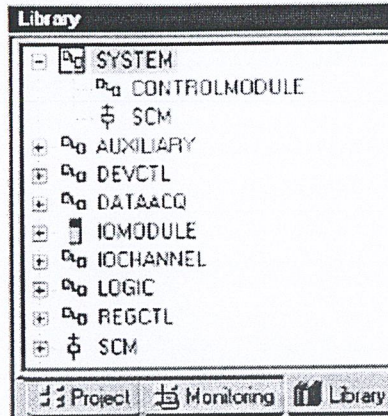 Library
SYSTEM
CONTROLMODULE
SCM
AUXILIARY
DEVCTL
DATAACQ
IOMODULE
IOCHANNEL
LOGIC
REGCTL
SCM
Project Monitoring Library